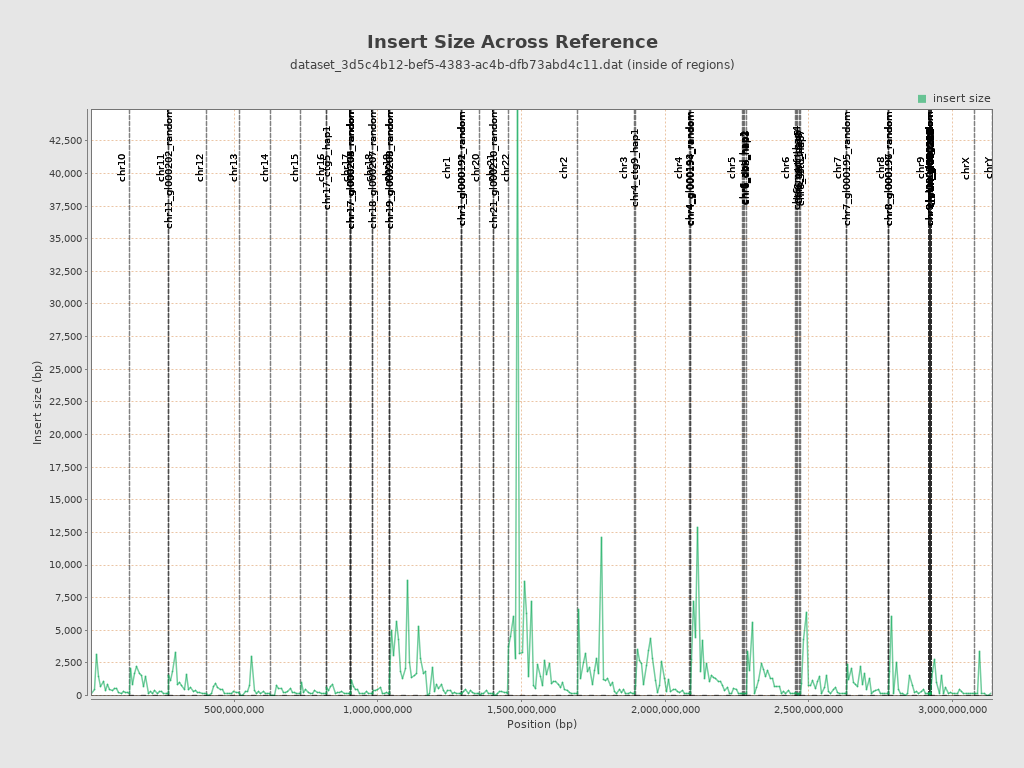 Insert Size Across Reference
dataset_3d5c4b12-bef5-4383-ac4b-dfb73abd4c11.dat (inside of regions)
insert size
42,500
40,000
37,500
35,000
32,500
30,000
27,500
25,000
22,500
20,000
17,500
15,000
12,500
10,000
7,500
5,000
2,500
0
Insert size (bp)
chr10
chr11
chr11_gl000202_random
chr12
chr13
chr14
chr15
chr16
chr17_ctg5_hap1
chr1_gl000192_random
chr1
chr20
chr21_gl000210_random
chr22
chr2
chr3
chr4_ctg9_hap1
chr4
chr5
chr6
chr7
chr7_gl000195_random
chr8
chr9
chrX
chrY
500,000,000
1,000,000,000
1,500,000,000
2,000,000,000
2,500,000,000
3,000,000,000
Position (bp)